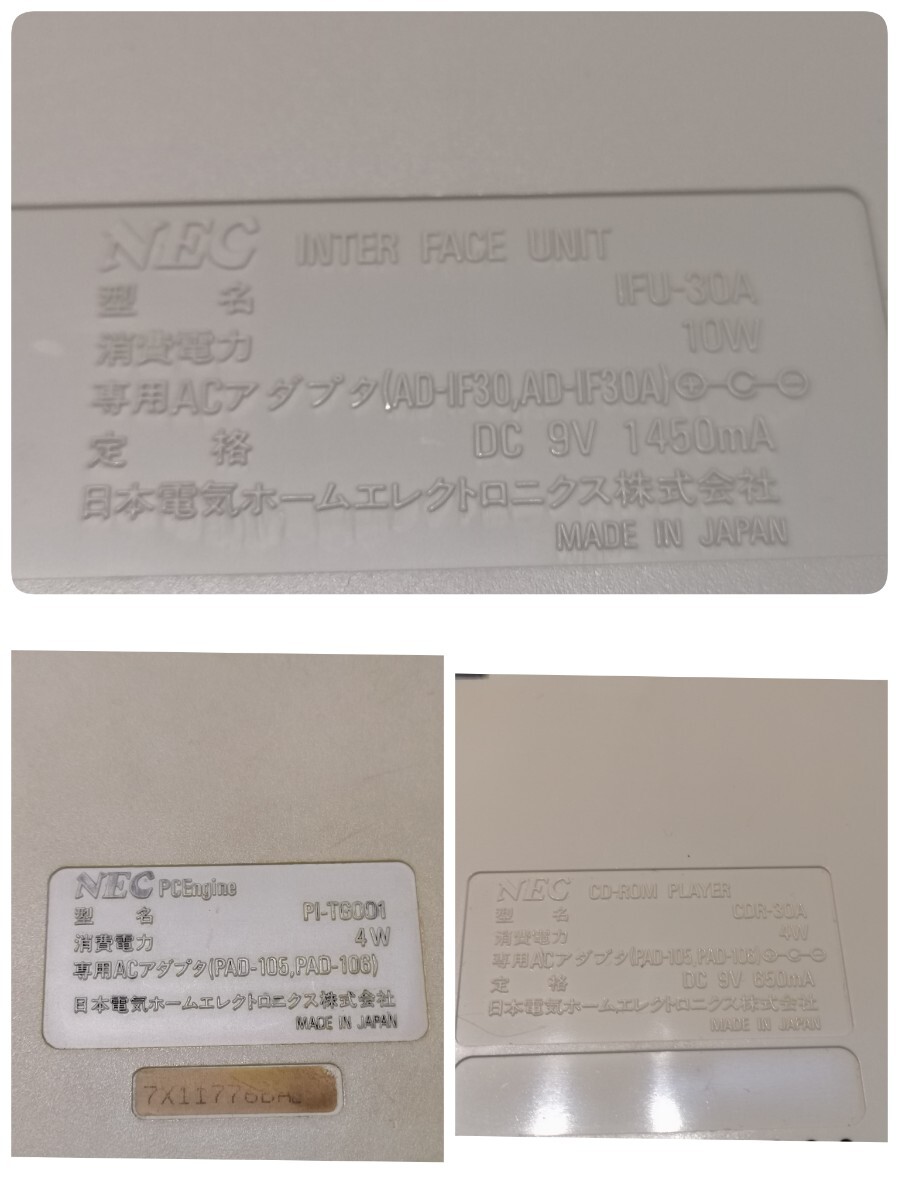 NEC INTER FACE UNIT
型 名 IFU-30A
消費電力 10W
専用ACアダプタ(AD-IF30,AD-IF30A)
定 格 DC 9V 1450mA
日本電気ホームエレクトロニクス株式会社
MADE IN JAPAN
NEC PCEngine
型 名 PI-TG001
消費電力 4W
専用ACアダプタ(PAD-105,PAD-106)
日本電気ホームエレクトロニクス株式会社
MADE IN JAPAN
NEC CD-ROM PLAYER
型 名 CDR-30A
消費電力 4W
専用ACアダプタ(PAD-105,PAD-106)
定 格 DC 9V 650mA
日本電気ホームエレクトロニクス株式会社
MADE IN JAPAN